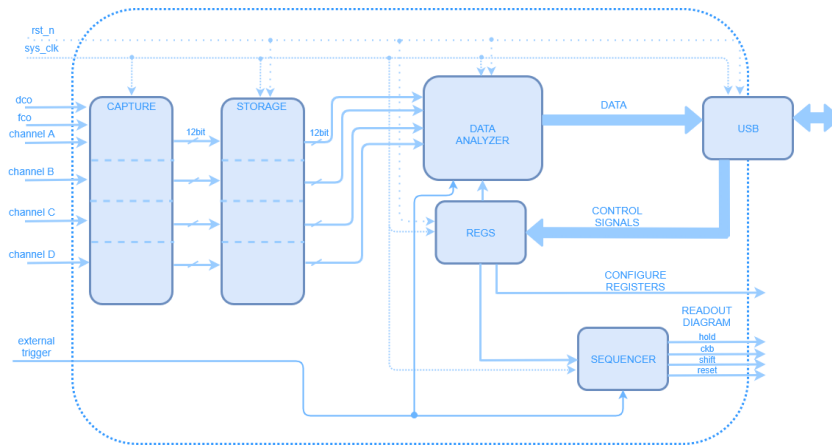 rst_n
sys_clk
dco
fco
channel A
channel B
channel C
channel D
external
trigger
CAPTURE
12bit
STORAGE
12bit
DATA
ANALYZER
DATA
USB
REGS
CONTROL
SIGNALS
CONFIGURE
REGISTERS
READOUT
DIAGRAM
SEQUENCER
hold
ckb
shift
reset